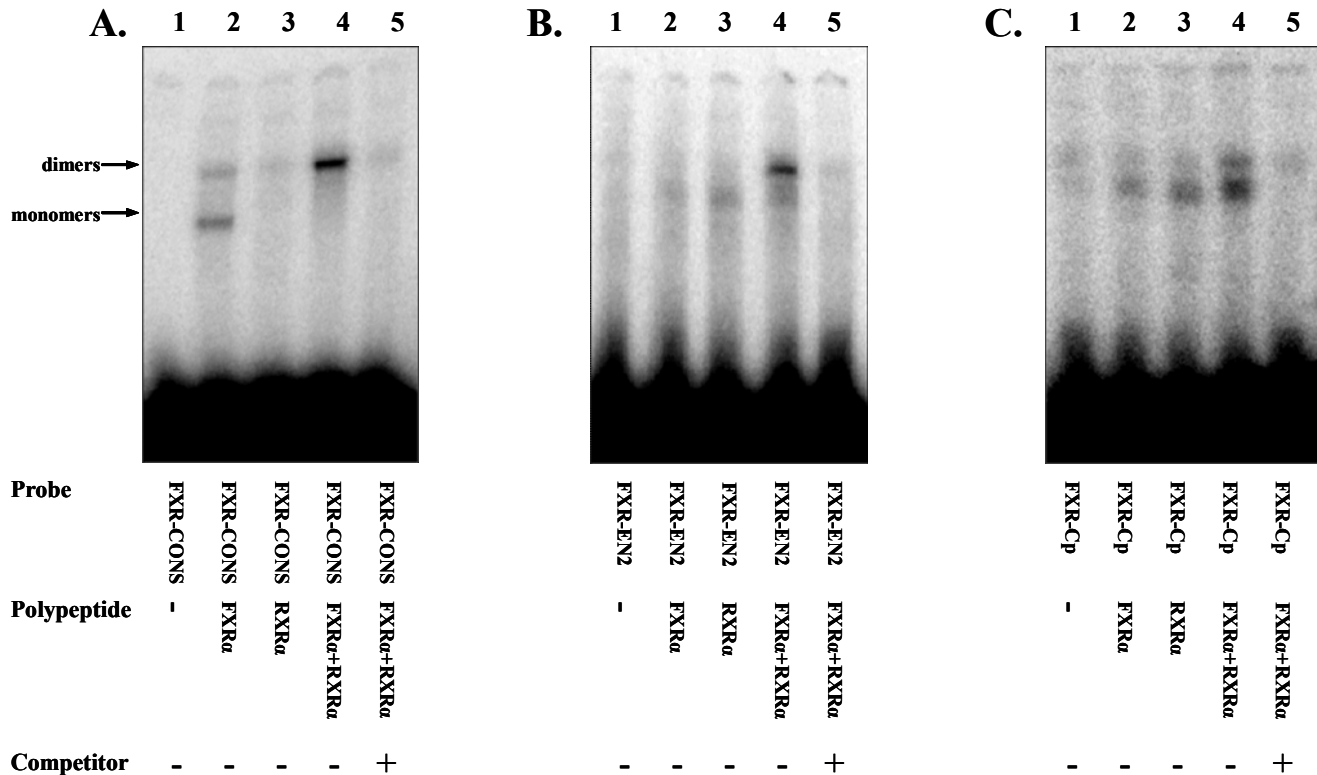 A. 1 2 3 4 5
B. 1 2 3 4 5
C. 1 2 3 4 5
dimers
monomers
Probe
FXR-CONS
FXR-CONS
FXR-CONS
FXR-CONS
FXR-CONS
FXR-EN2
FXR-EN2
FXR-EN2
FXR-EN2
FXR-EN2
FXR-Cp
FXR-Cp
FXR-Cp
FXR-Cp
FXR-Cp
Polypeptide
-
FXRα
RXRα
FXRα+RXRα
FXRα+RXRα
-
FXRα
RXRα
FXRα+RXRα
FXRα+RXRα
-
FXRα
RXRα
FXRα+RXRα
FXRα+RXRα
Competitor - - - - + - - - - + - - - - +